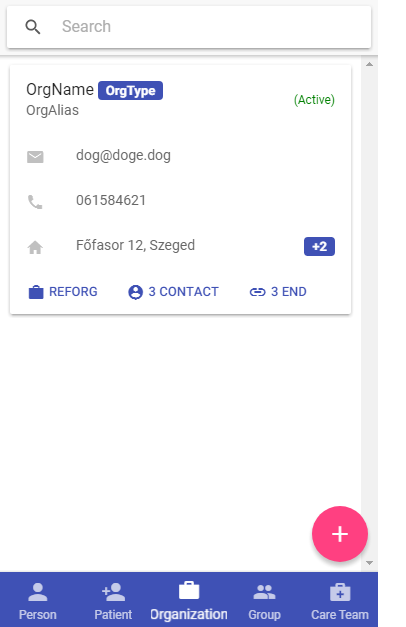 Search
OrgName OrgType
(Active)
OrgAlias
dog@doge.dog
061584621
Főfasor 12, Szeged +2
REFORG 3 CONTACT 3 END
+
Person Patient Organization Group Care Team